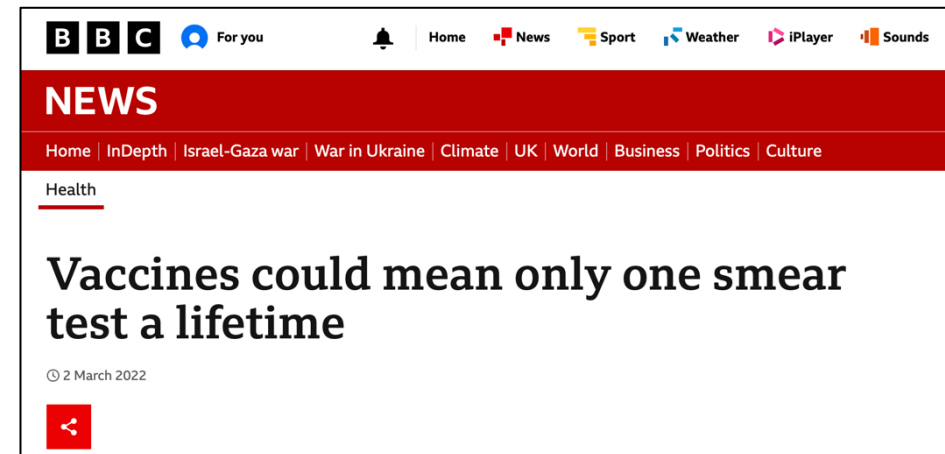 BBC For you Home News Sport Weather iPlayer Sounds
NEWS
Home | InDepth | Israel-Gaza war | War in Ukraine | Climate | UK | World | Business | Politics | Culture
Health
Vaccines could mean only one smear
test a lifetime
2 March 2022